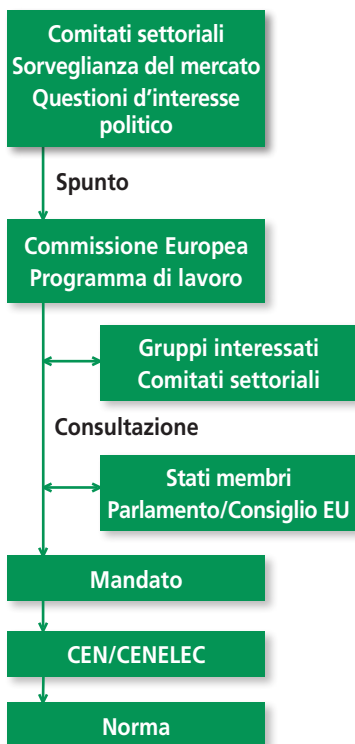 Comitati settoriali
Sorveglianza del mercato
Questioni d’interesse
politico
Spunto
Commissione Europea
Programma di lavoro
Gruppi interessati
Comitati settoriali
Consultazione
Stati membri
Parlamento/Consiglio EU
Mandato
CEN/CENELEC
Norma